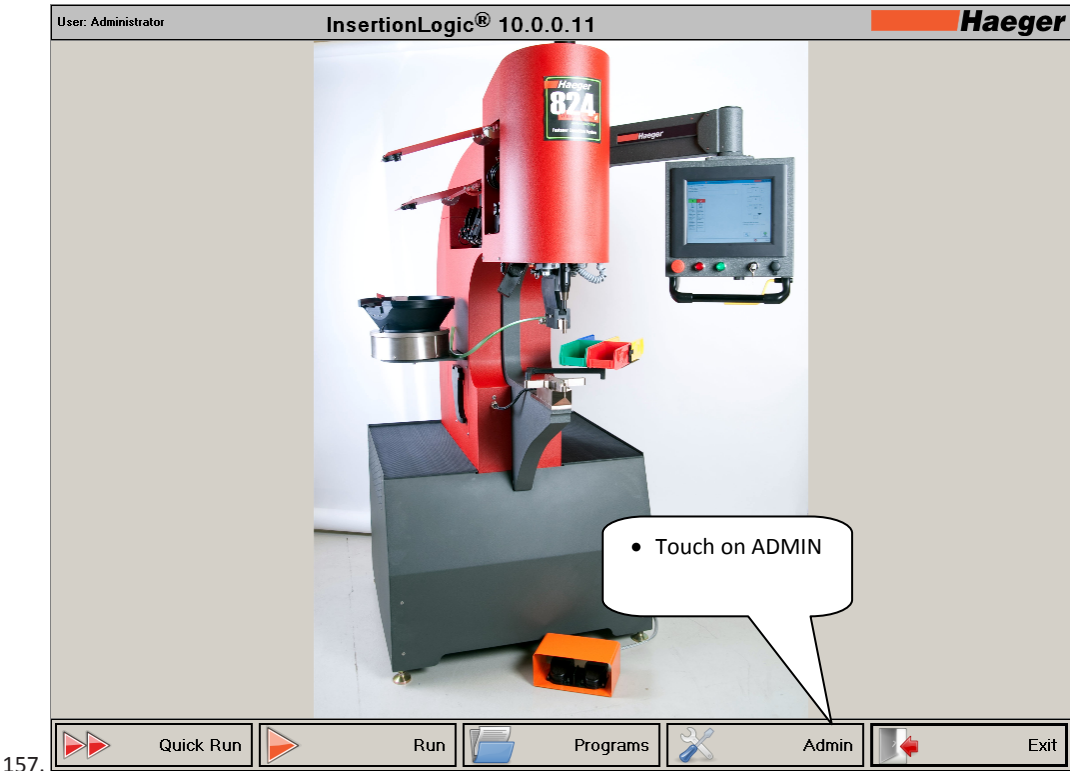 User: Administrator
InsertionLogic® 10.0.0.11
Haeger
Haeger
824
Haeger
• Touch on ADMIN
Quick Run
Run
Programs
Admin
Exit
157.